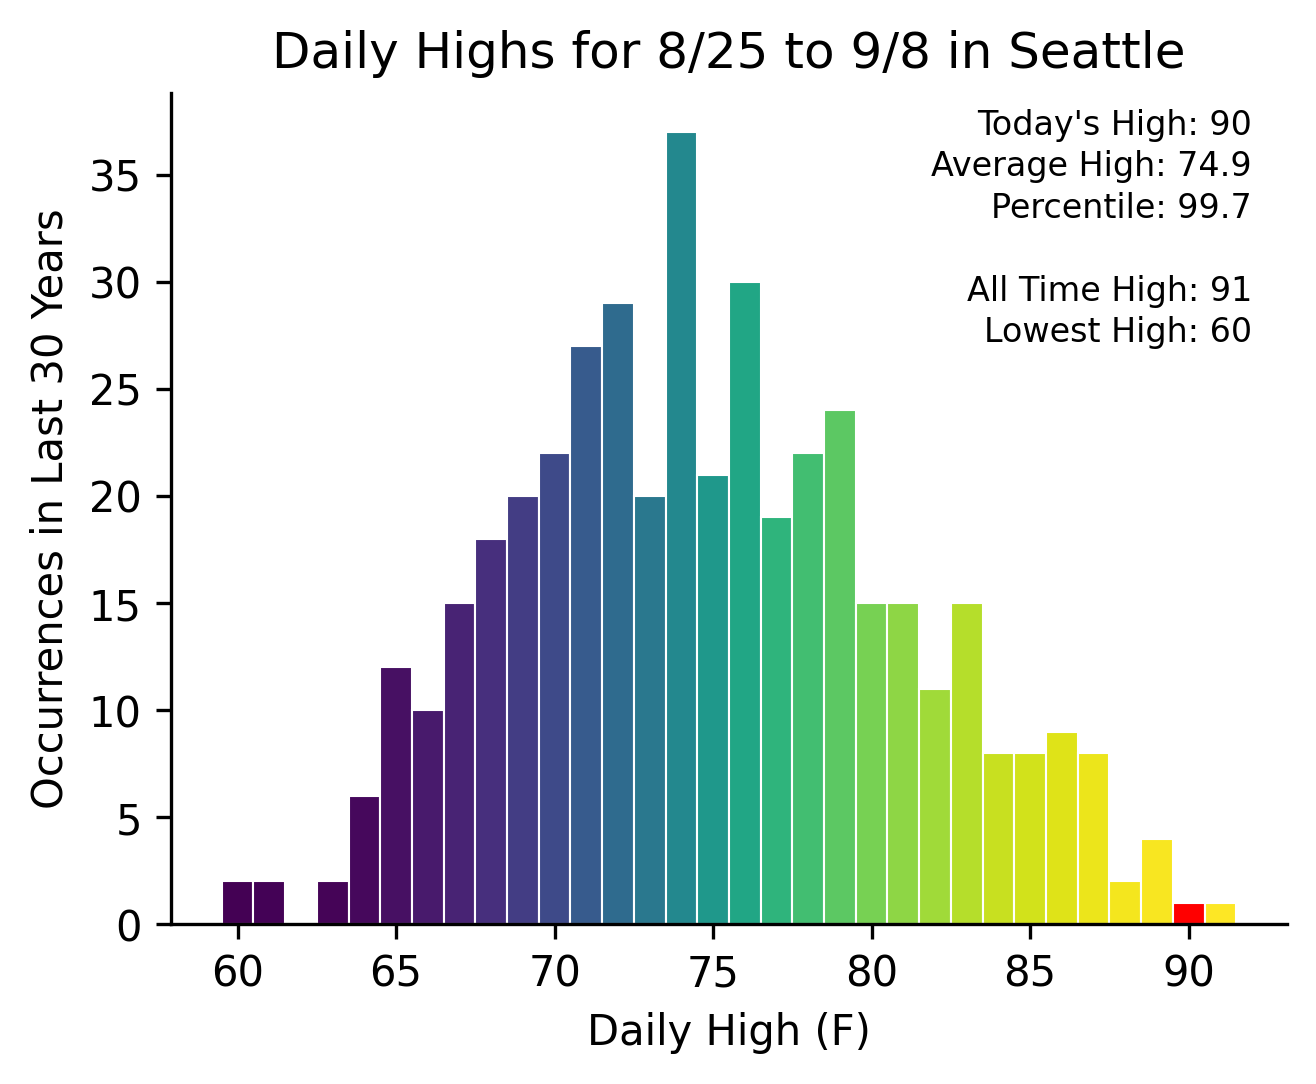 Daily Highs for 8/25 to 9/8 in Seattle
Today's High: 90
Average High: 74.9
Percentile: 99.7
All Time High: 91
Lowest High: 60
Occurrences in Last 30 Years
35
30
25
20
15
10
5
0
60 65 70 75 80 85 90
Daily High (F)